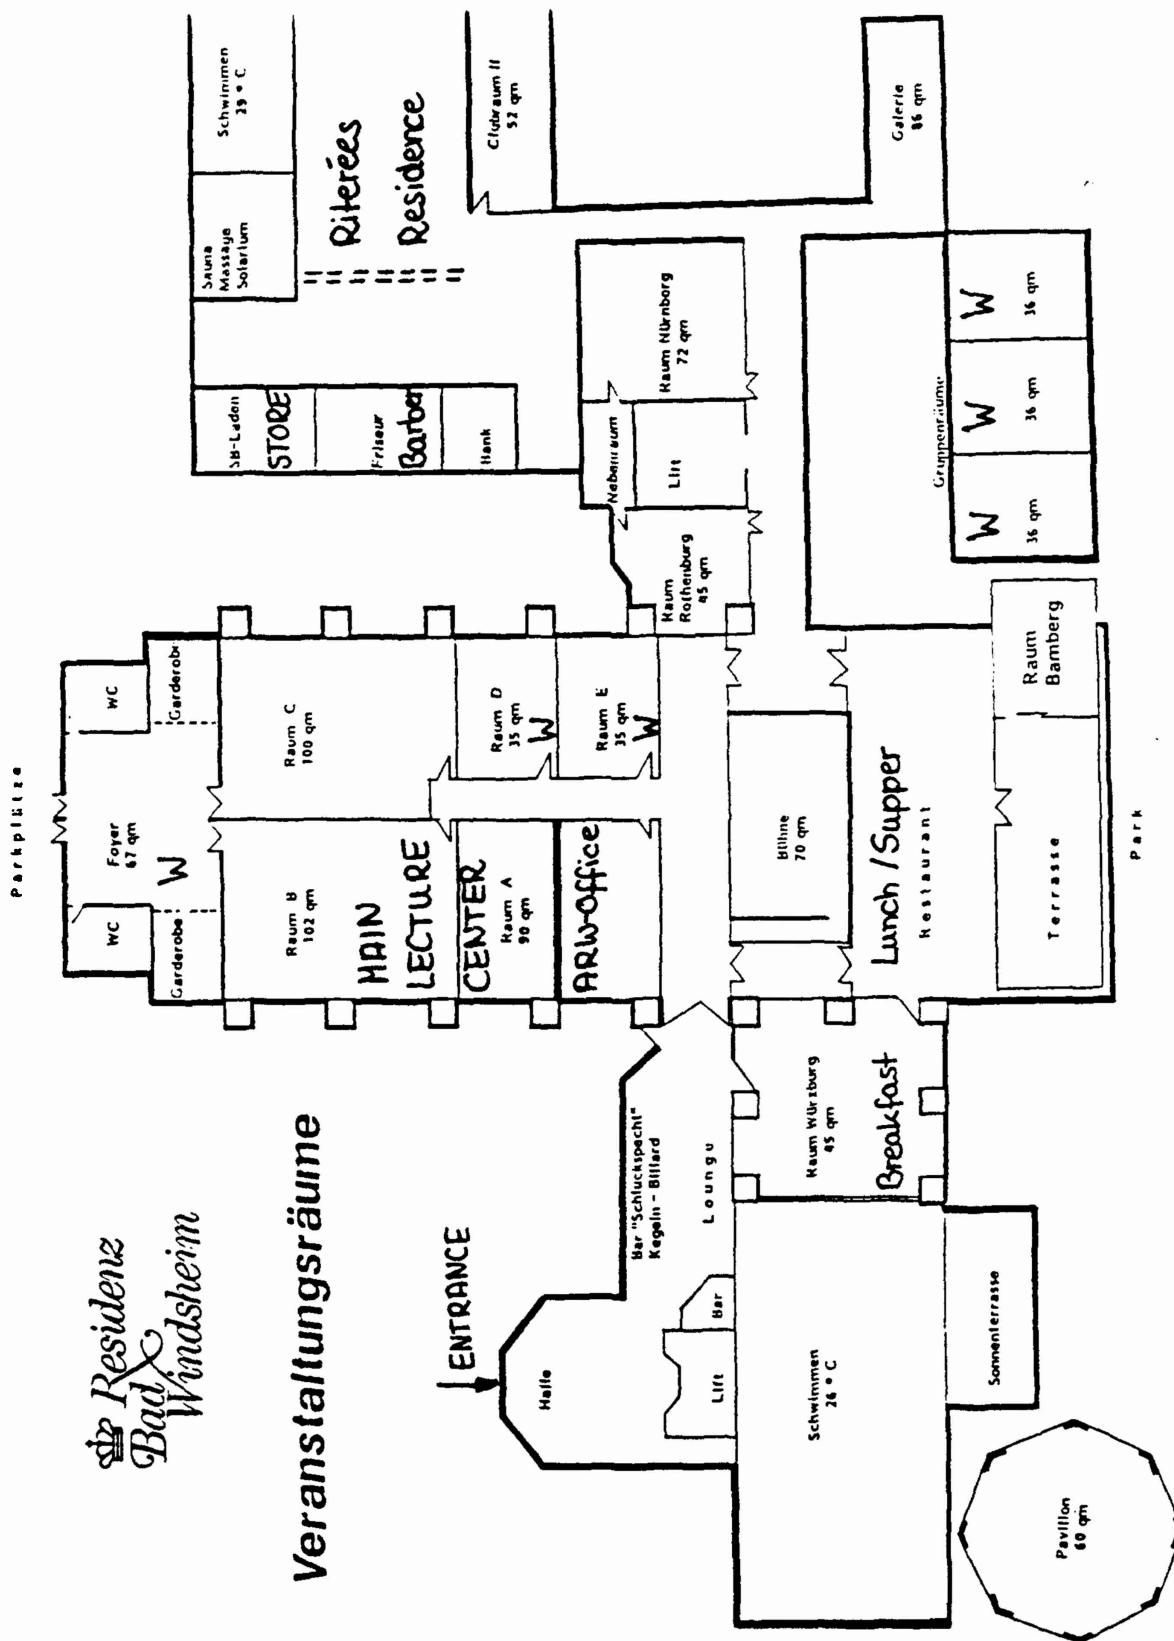 Residenz
Bad
Windsheim
Veranstaltungsräume
Parkplätze
WC
Foyer
67 qm
W
WC
Garderobe
Garderobe
Raum B
102 qm
Raum C
100 qm
MAIN
LECTURE
CENTER
Raum A
90 qm
Raum D
35 qm
W
ARW-Office
Raum E
35 qm
W
Schwimmen
29 ° C
Sauna
Massage
Solarium
Riterées
Residence
SB-Laden
STORE
Friseur
Barber
Bank
Clubraum II
52 qm
Nebenraum
Lift
Raum Nürnberg
72 qm
Raum
Rothenburg
45 qm
Galerie
86 qm
Gruppenräume
W
36 qm
W
36 qm
W
36 qm
ENTRANCE
Halle
Bar "Schluckspecht"
Kegeln - Billard
Lounge
Lift
Bar
Bühne
70 qm
Raum Würzburg
45 qm
Breakfast
Lunch/Supper
Restaurant
Raum
Bamberg
Terrasse
Park
Schwimmen
26 ° C
Sonnenterrasse
Pavillon
60 qm